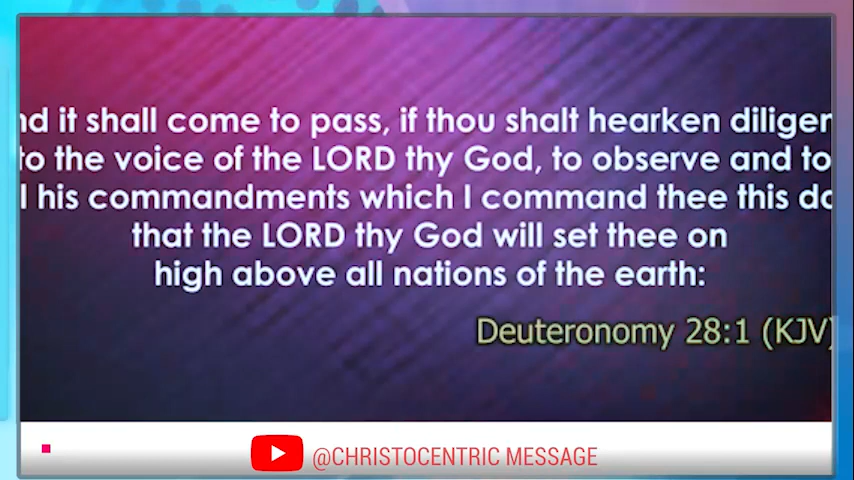 nd it shall come to pass, if thou shalt hearken diligen
to the voice of the LORD thy God, to observe and to
l his commandments which I command thee this da
that the LORD thy God will set thee on
high above all nations of the earth:
Deuteronomy 28:1 (KJV)
@CHRISTOCENTRIC MESSAGE